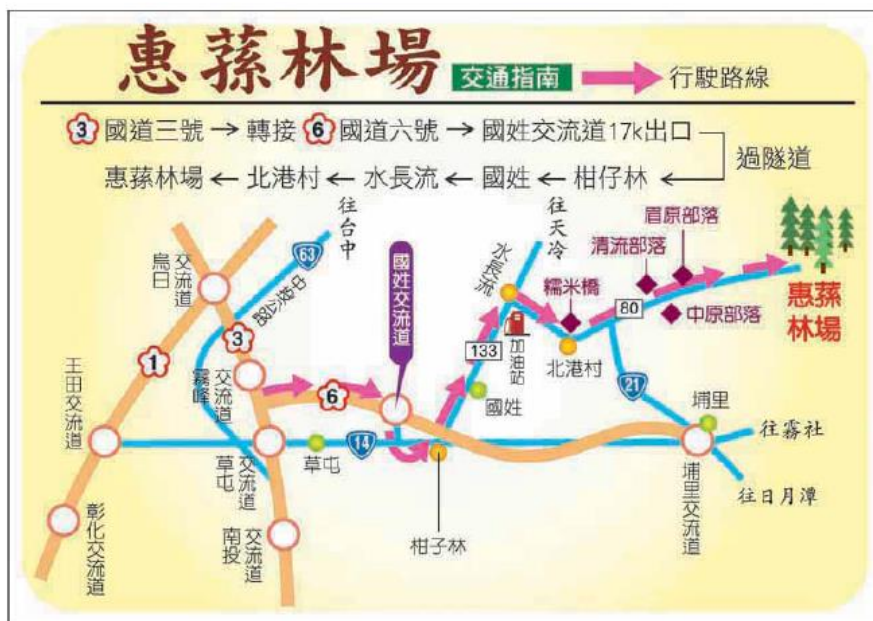 惠蓀林場 交通指南 → 行駛路線
3 國道三號 → 轉接 6 國道六號 → 國姓交流道17k出口
過隧道
惠蓀林場 ← 北港村 ← 水長流 ← 國姓 ← 柑仔林
往台中
往天冷
63
中投公路
烏日交流道
國姓交流道
水長流
糯米橋
清流部落
眉原部落
中原部落
惠蓀林場
80
133
加油站
北港村
3
1
霧峰交流道
6
王田交流道
國姓
21
埔里
往霧社
草屯交流道
草屯
14
埔里交流道
往日月潭
柑子林
彰化交流道
南投交流道